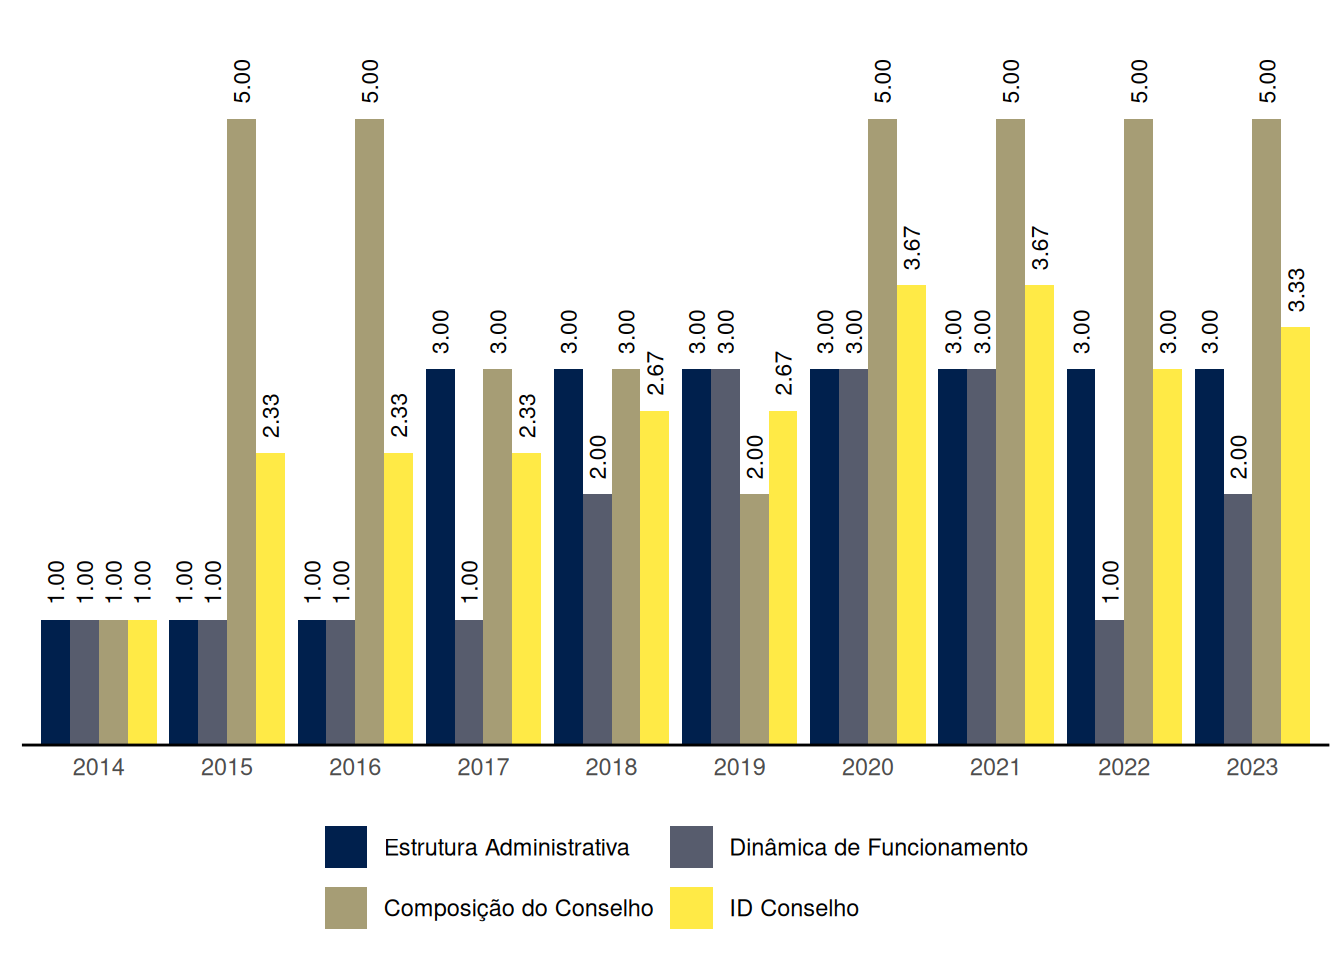 5.00 5.00 5.00 5.00 5.00 5.00
3.67 3.67
3.33
3.00 3.00 3.00 3.00 3.00 3.00 3.00 3.00 3.00 3.00 3.00 3.00 3.00
2.67 2.67
2.33 2.33 2.33
2.00 2.00 2.00
1.00 1.00 1.00 1.00 1.00 1.00 1.00 1.00 1.00 1.00
2014 2015 2016 2017 2018 2019 2020 2021 2022 2023
Estrutura Administrativa Dinâmica de Funcionamento
Composição do Conselho ID Conselho